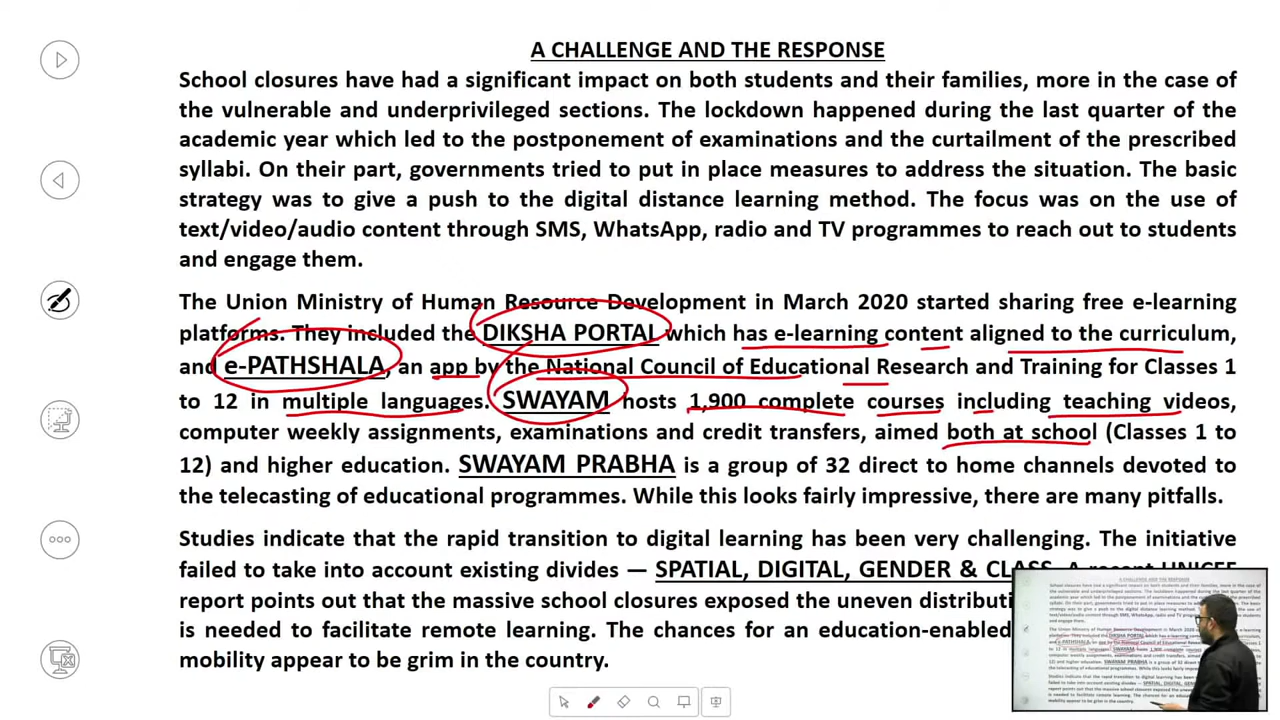 A CHALLENGE AND THE RESPONSE
School closures have had a significant impact on both students and their families, more in the case of
the vulnerable and underprivileged sections. The lockdown happened during the last quarter of the
academic year which led to the postponement of examinations and the curtailment of the prescribed
syllabi. On their part, governments tried to put in place measures to address the situation. The basic
strategy was to give a push to the digital distance learning method. The focus was on the use of
text/video/audio content through SMS, WhatsApp, radio and TV programmes to reach out to students
and engage them.
The Union Ministry of Human Resource Development in March 2020 started sharing free e-learning
platforms. They included the DIKSHA PORTAL which has e-learning content aligned to the curriculum,
and e-PATHSHALA, an app by the National Council of Educational Research and Training for Classes 1
to 12 in multiple languages. SWAYAM hosts 1,900 complete courses including teaching videos,
computer weekly assignments, examinations and credit transfers, aimed both at school (Classes 1 to
12) and higher education. SWAYAM PRABHA is a group of 32 direct to home channels devoted to
the telecasting of educational programmes. While this looks fairly impressive, there are many pitfalls.
Studies indicate that the rapid transition to digital learning has been very challenging. The initiative
failed to take into account existing divides — SPATIAL, DIGITAL, GENDER & CLASS. A recent UNICEF
report points out that the massive school closures exposed the uneven
is needed to facilitate remote learning. The chances for an education-enabled
mobility appear to be grim in the country.